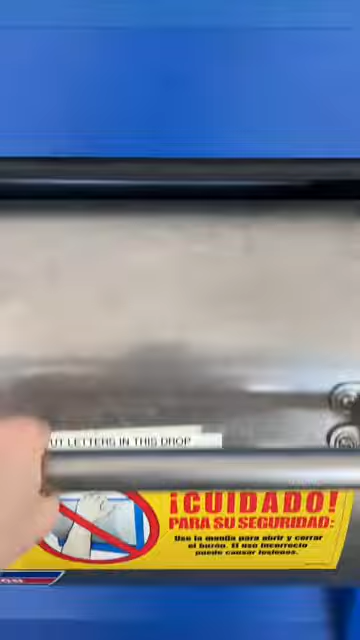 UT LETTERS IN THIS DROP
¡CUIDADO!
PARA SU SEGURIDAD:
Use la manija para abrir y cerrar
el buzón. El uso incorrecto
puede causar lesiones.